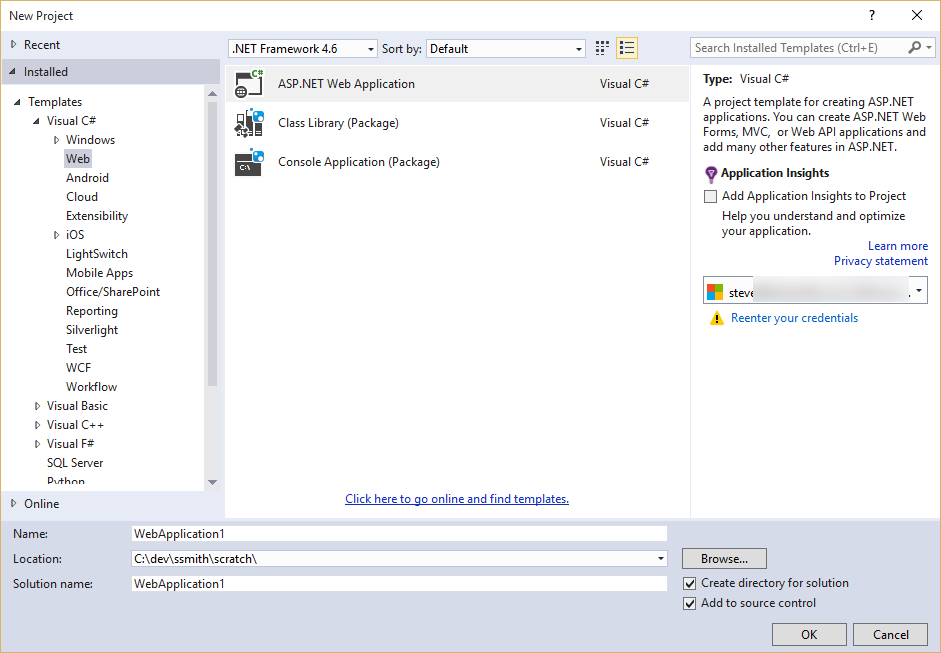 New Project
?
Recent
Installed
Templates
Visual C#
Windows
Web
Android
Cloud
Extensibility
iOS
LightSwitch
Mobile Apps
Office/SharePoint
Reporting
Silverlight
Test
WCF
Workflow
Visual Basic
Visual C++
Visual F#
SQL Server
Python
Online
.NET Framework 4.6
Sort by: Default
C# ASP.NET Web Application Visual C#
Class Library (Package) Visual C#
C:\ Console Application (Package) Visual C#
Click here to go online and find templates.
Search Installed Templates (Ctrl+E)
Type: Visual C#
A project template for creating ASP.NET
applications. You can create ASP.NET Web
Forms, MVC, or Web API applications and
add many other features in ASP.NET.
Application Insights
Add Application Insights to Project
Help you understand and optimize
your application.
Learn more
Privacy statement
steve
Reenter your credentials
Name: WebApplication1
Location: C:\dev\ssmith\scratch\
Browse...
Solution name: WebApplication1
Create directory for solution
Add to source control
OK Cancel